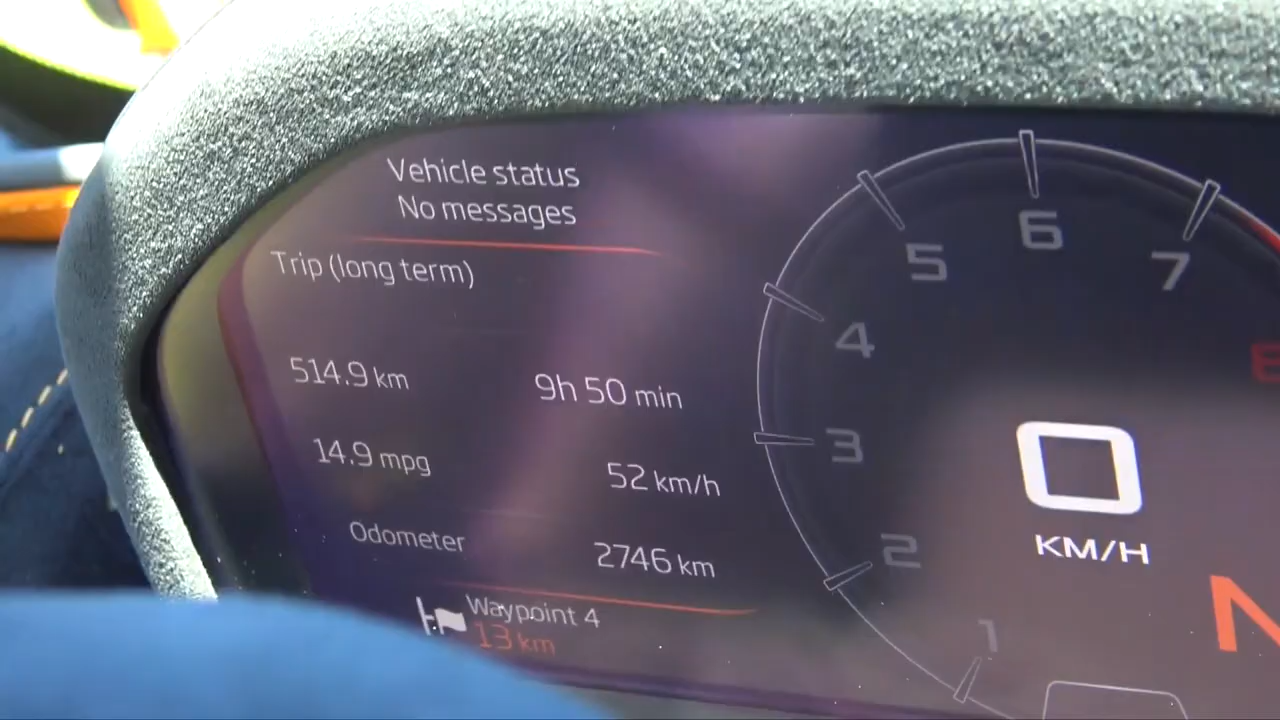 Vehicle status
No messages
Trip (long term)
514.9 km
9h 50 min
14.9 mpg
52 km/h
Odometer
2746 km
Waypoint 4
13 km
1
2
3
4
5
6
7
8
0
KM/H
N